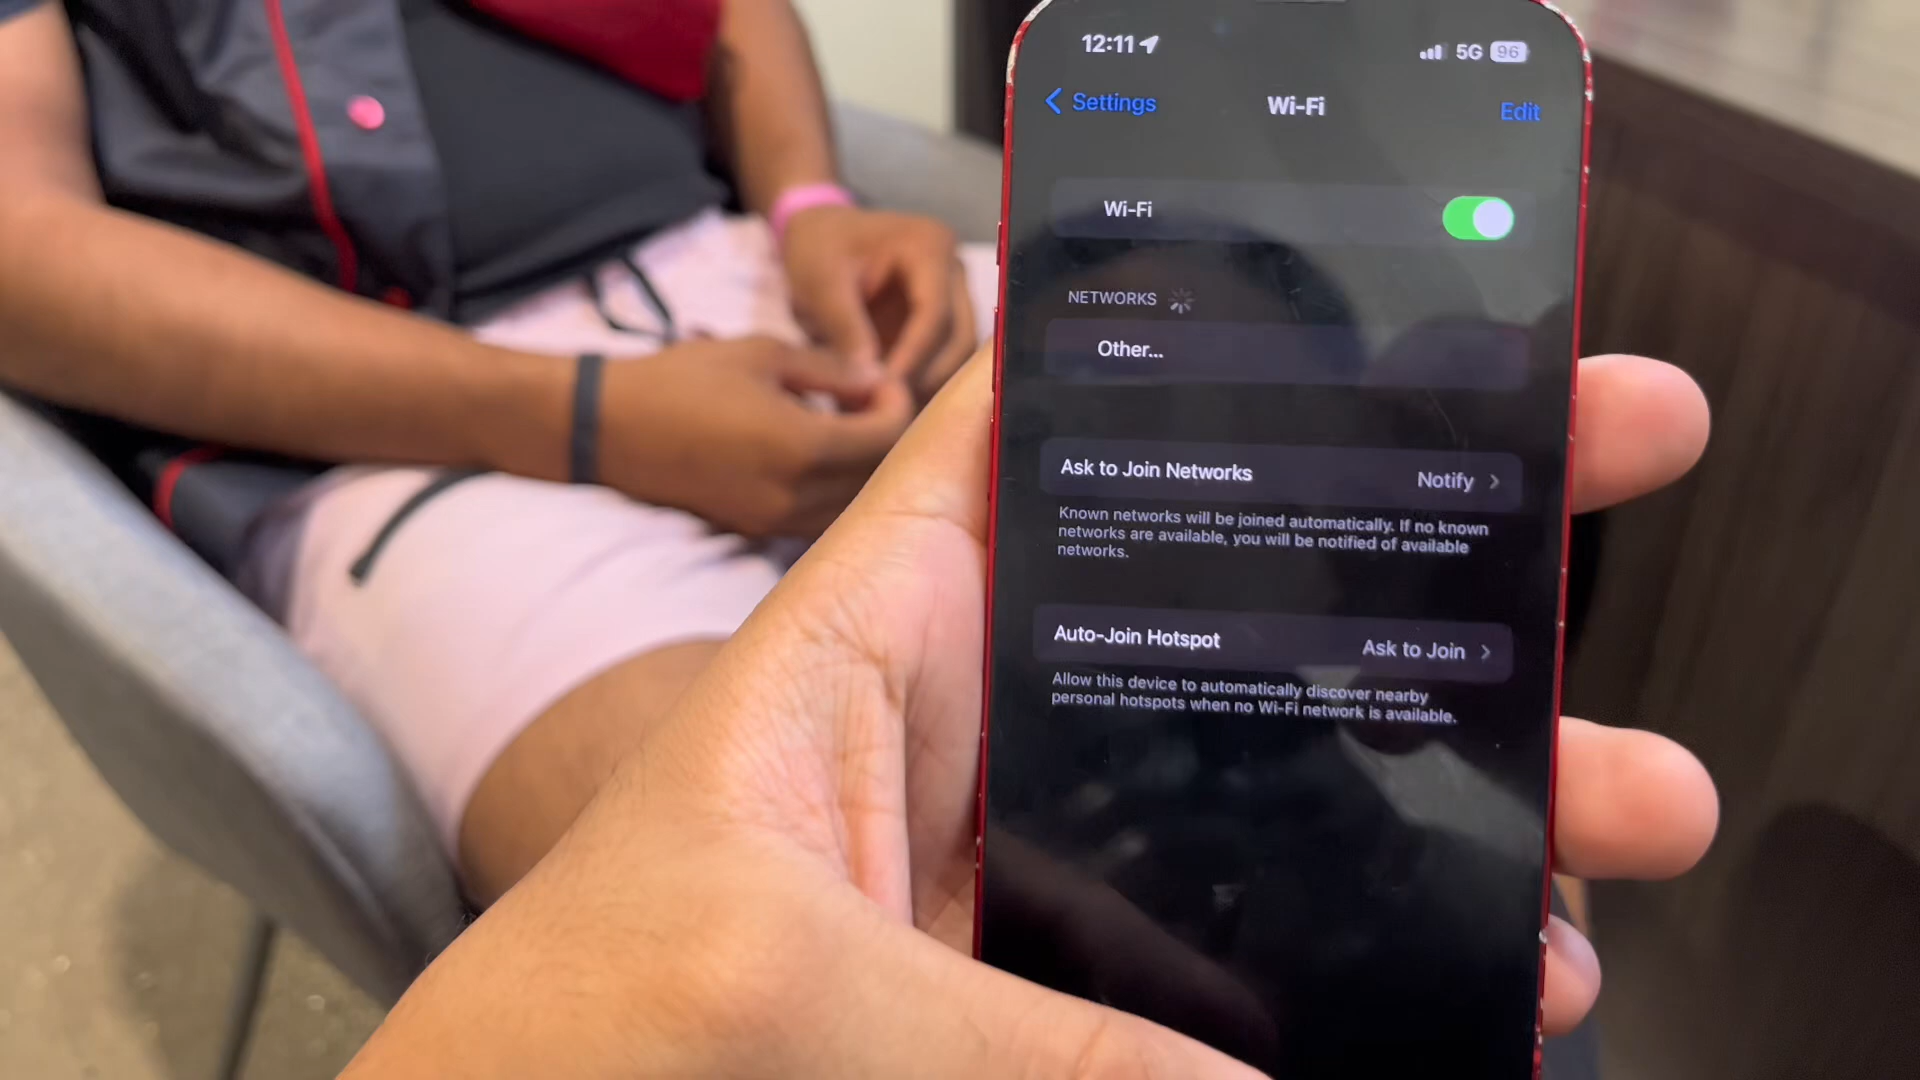 12:11
5G 96
Settings
Wi-Fi
Edit
Wi-Fi
NETWORKS
Other...
Ask to Join Networks
Notify
Known networks will be joined automatically. If no known
networks are available, you will be notified of available
networks.
Auto-Join Hotspot
Ask to Join
Allow this device to automatically discover nearby
personal hotspots when no Wi-Fi network is available.